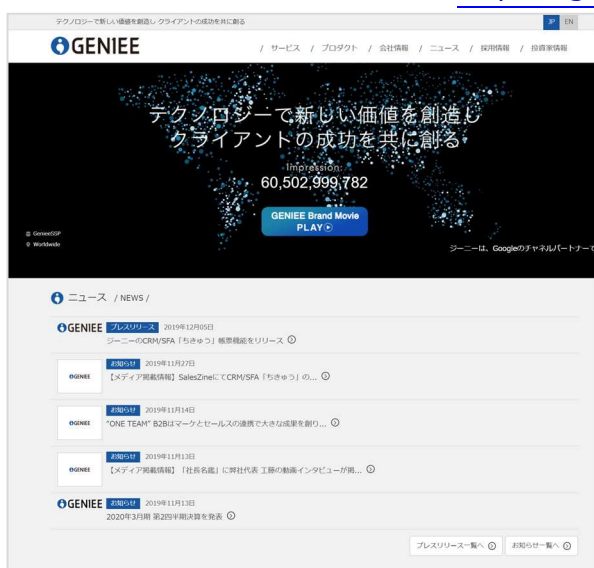 テクノロジーで新しい価値を創造し クライアントの成功を共に創る
JP EN
GENIEE
/ サービス / プロダクト / 会社情報 / ニュース / 採用情報 / 投資家情報
テクノロジーで新しい価値を創造し
クライアントの成功を共に創る
Impression:
60,502,999,782
GENIEE Brand Movie
PLAY
GenieeSSP
Worldwide
ジーニーは、Googleのチャネルパートナーで
ニュース / NEWS /
GENIEE プレスリリース 2019年12月05日
ジーニーのCRM/SFA「ちきゅう」帳票機能をリリース
お知らせ 2019年11月27日
GENIEE 【メディア掲載情報】SalesZineにてCRM/SFA「ちきゅう」の...
お知らせ 2019年11月14日
GENIEE "ONE TEAM" B2Bはマーケとセールスの連携で大きな成果を創り...
お知らせ 2019年11月13日
GENIEE 【メディア掲載情報】「社長名鑑」に弊社代表 工藤の動画インタビューが掲...
GENIEE お知らせ 2019年11月13日
2020年3月期 第2四半期決算を発表
プレスリリース一覧へ お知らせ一覧へ